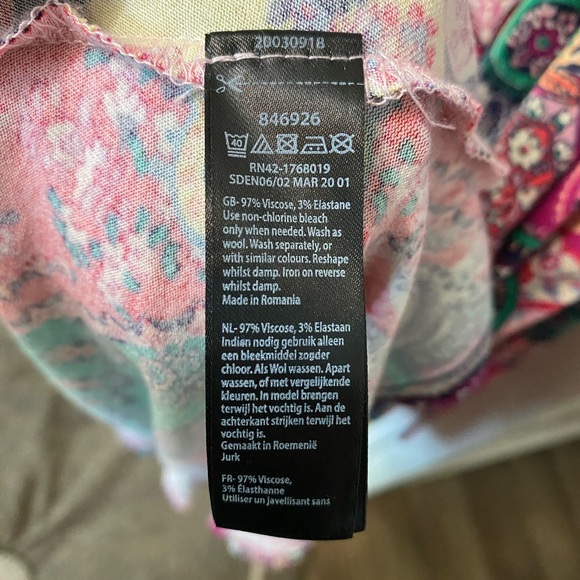 20030918
846926
40
RN42-1768019
SDEN06/02 MAR 20 01
GB- 97% Viscose, 3% Elastane
Use non-chlorine bleach
only when needed. Wash as
wool. Wash separately, or
with similar colours. Reshape
whilst damp. Iron on reverse
whilst damp.
Made in Romania
NL- 97% Viscose, 3% Elastaan
Indien nodig gebruik alleen
een bleekmiddel zonder
chloor. Als Wol wassen. Apart
wassen, of met vergelijkende
kleuren. In model brengen
terwijl het vochtig is. Aan de
achterkant strijken terwijl het
vochtig is.
Gemaakt in Roemenië
Jurk
FR- 97% Viscose,
3% Élasthanne
Utiliser un javellisant sans